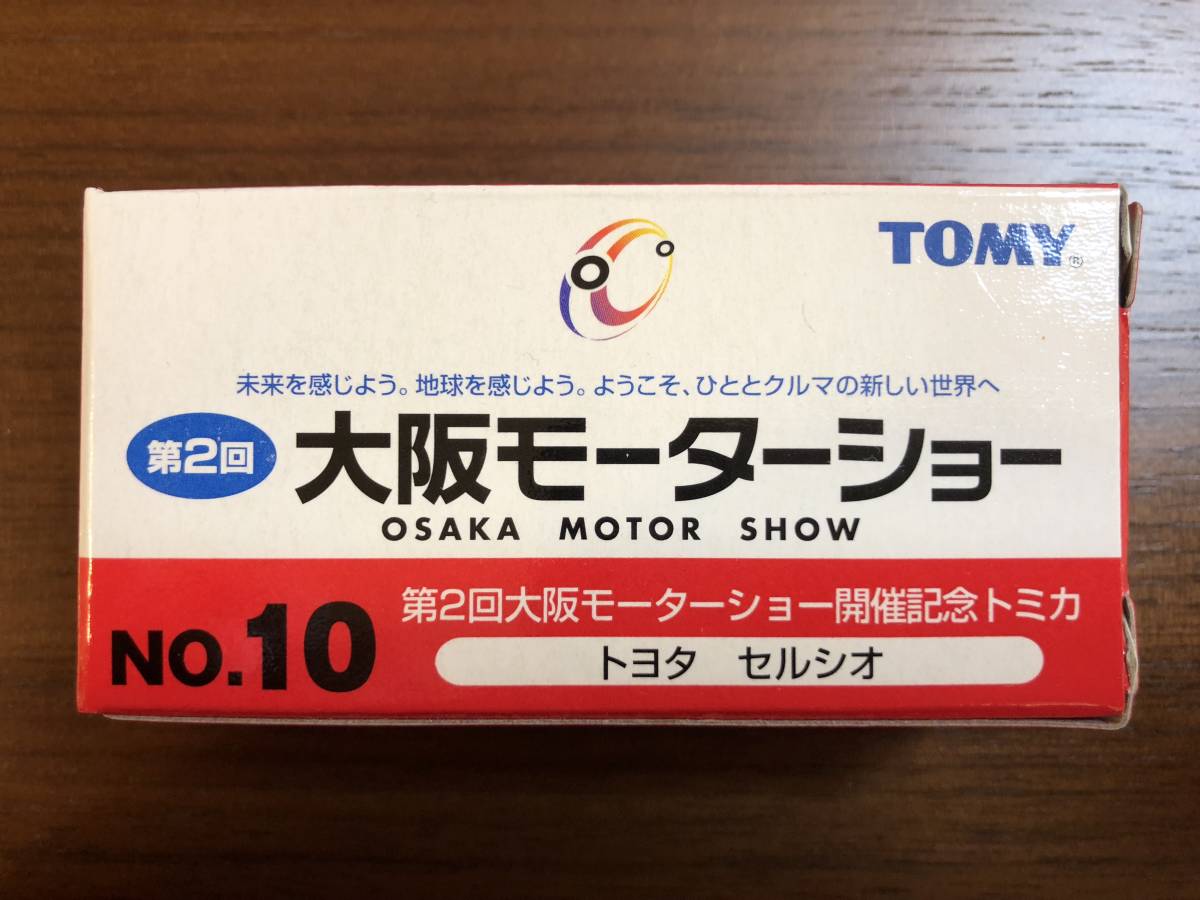 TOMY®
未来を感じよう。地球を感じよう。ようこそ、ひととクルマの新しい世界へ
第2回 大阪モーターショー
OSAKA MOTOR SHOW
第2回大阪モーターショー開催記念トミカ
NO.10
トヨタ セルシオ